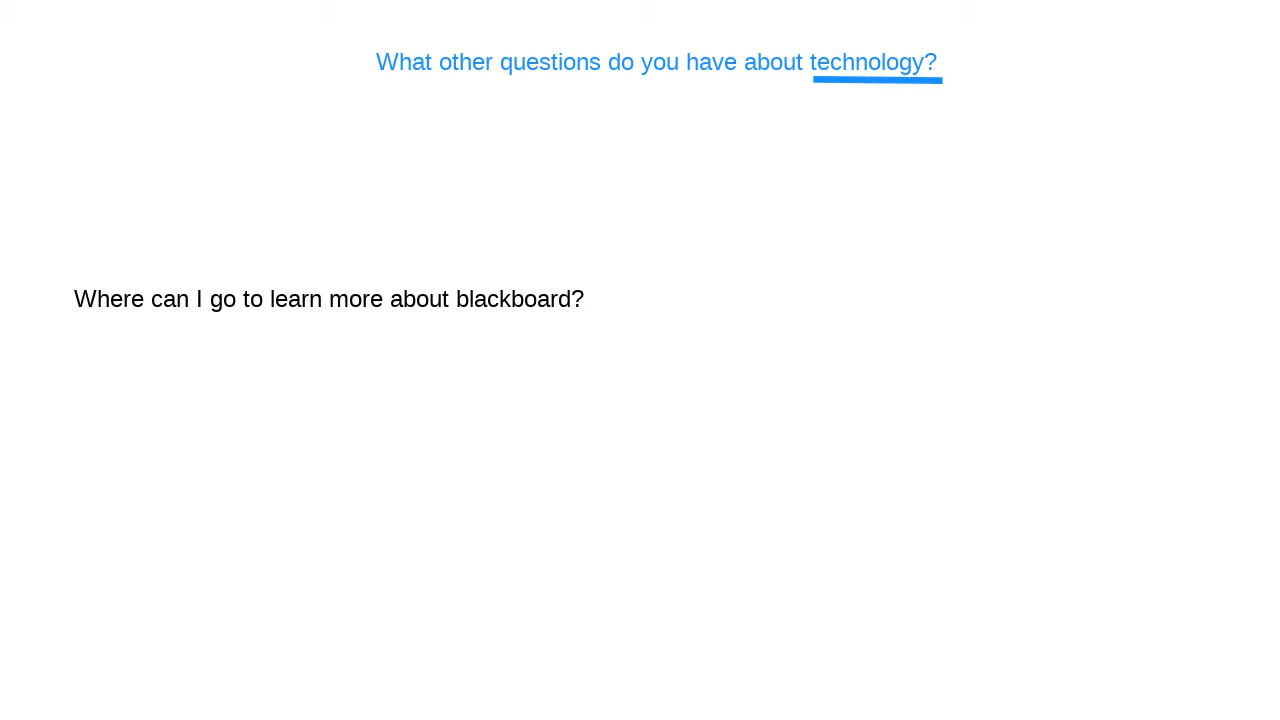 What other questions do you have about technology?
Where can I go to learn more about blackboard?